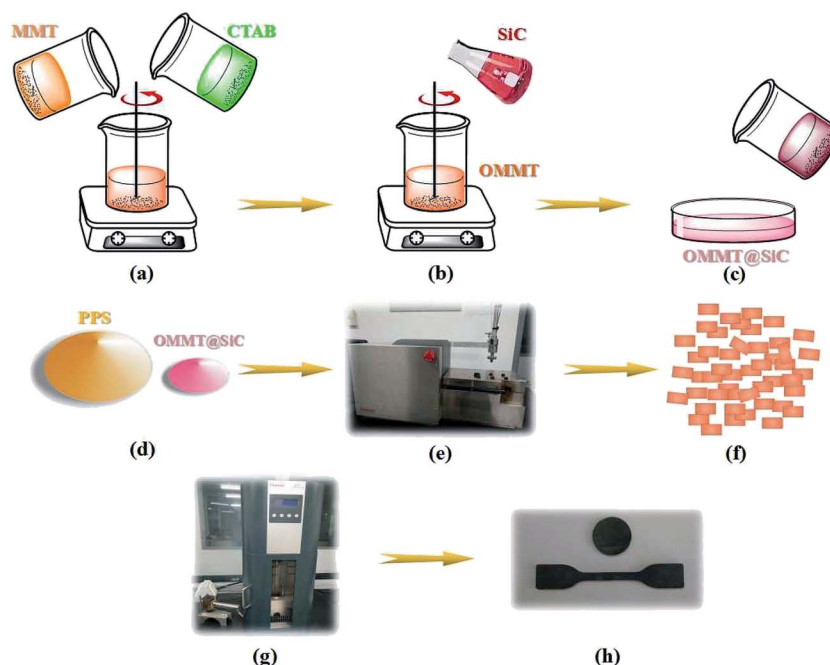 MMT
CTAB
SiC
OMMT
OMMT@SiC
(a)
(b)
(c)
PPS
OMMT@SiC
(d)
(e)
(f)
(g)
(h)